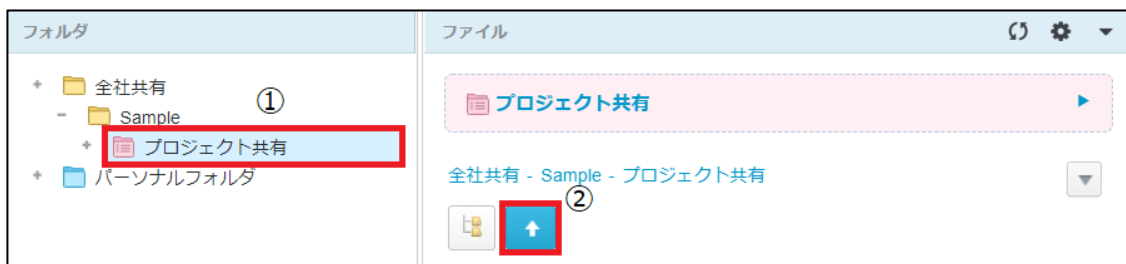 フォルダ
全社共有
①
Sample
プロジェクト共有
パーソナルフォルダ
ファイル
プロジェクト共有
全社共有 - Sample - プロジェクト共有
②